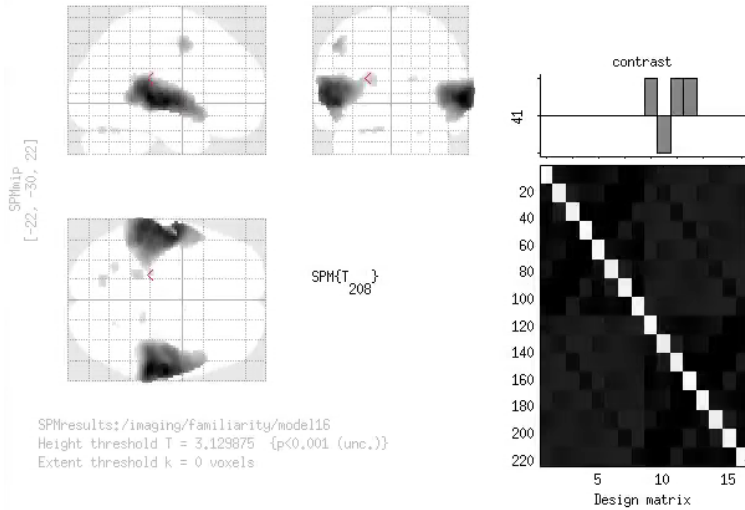 contrast
41
SPMmip
[-22, -30, 22]
SPM{T
208
}
20
40
60
80
100
120
140
160
180
200
220
5
10
15
Design matrix
SPMresults:/imaging/familiarity/model16
Height threshold T = 3.129875 {p<0.001 (unc.)}
Extent threshold k = 0 voxels